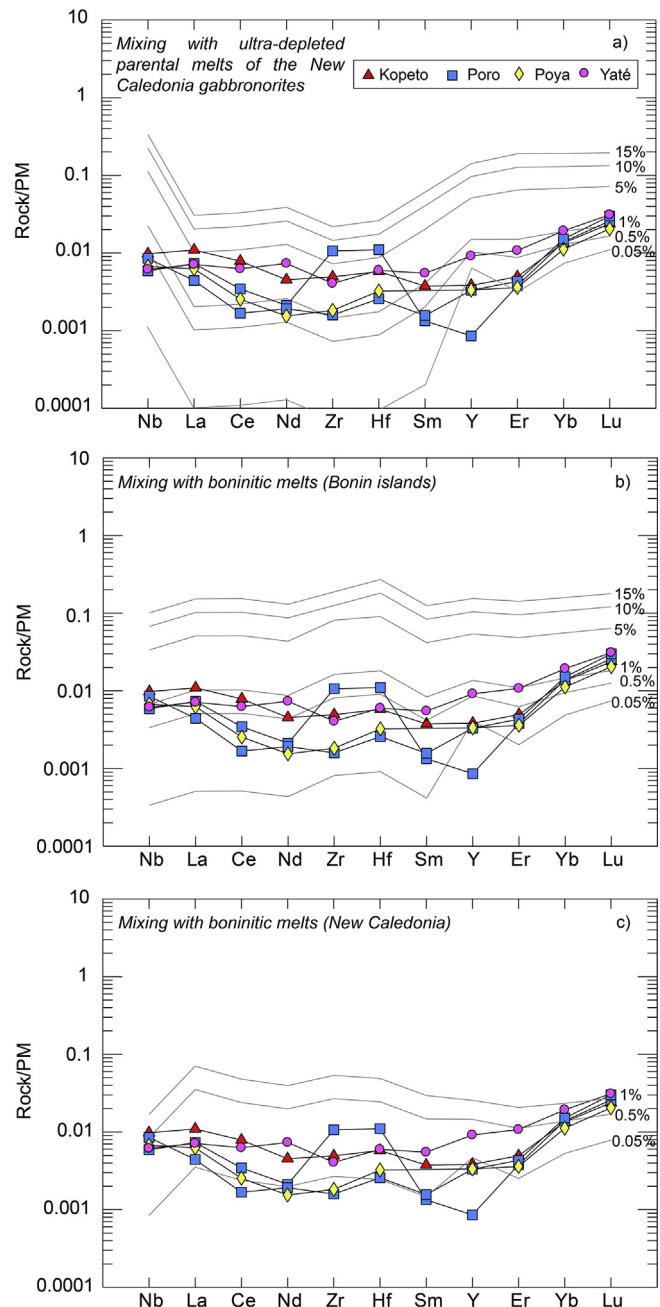 10
Mixing with ultra-depleted
parental melts of the New
Caledonia gabbronorites
a)
Kopeto Poro Poya Yaté
1
0.1
0.01
0.001
0.0001
Rock/PM
15%
10%
5%
1%
0.5%
0.05%
Nb La Ce Nd Zr Hf Sm Y Er Yb Lu
10
Mixing with boninitic melts (Bonin islands)
b)
1
0.1
0.01
0.001
0.0001
Rock/PM
15%
10%
5%
1%
0.5%
0.05%
Nb La Ce Nd Zr Hf Sm Y Er Yb Lu
10
Mixing with boninitic melts (New Caledonia)
c)
1
0.1
0.01
0.001
0.0001
Rock/PM
1%
0.5%
0.05%
Nb La Ce Nd Zr Hf Sm Y Er Yb Lu